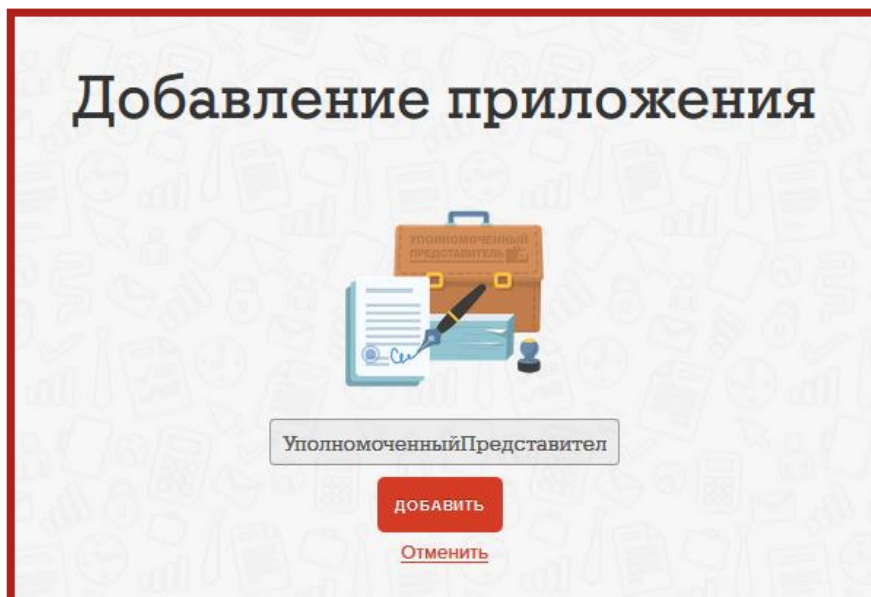 Добавление приложения
УПОЛНОМОЧЕННЫЙ
ПРЕДСТАВИТЕЛЬ
УполномоченныйПредставител
ДОБАВИТЬ
Отменить